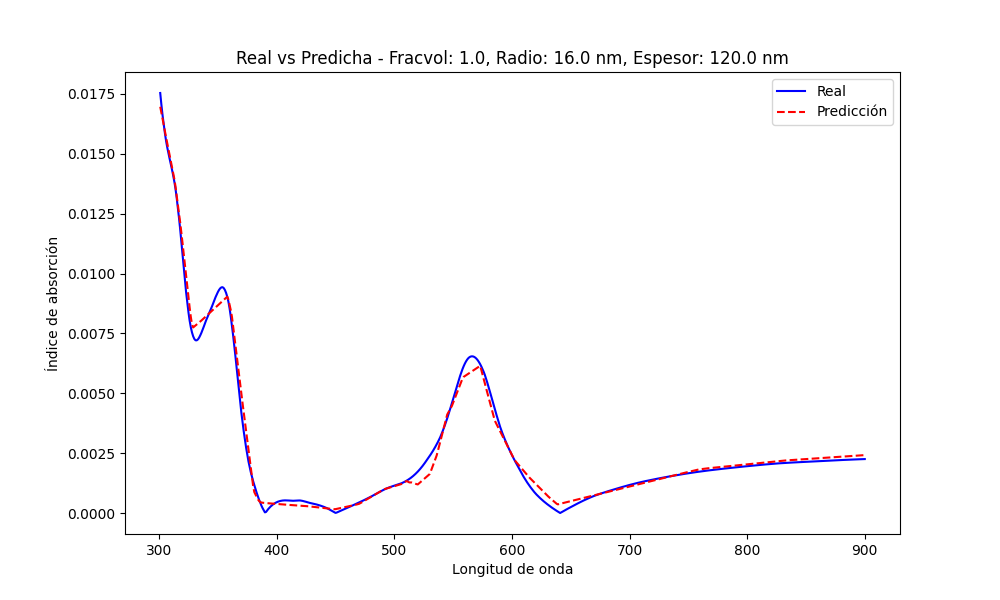 Real vs Predicha - Fracvol: 1.0, Radio: 16.0 nm, Espesor: 120.0 nm
Real
Predicción
Índice de absorción
0.0175
0.0150
0.0125
0.0100
0.0075
0.0050
0.0025
0.0000
300 400 500 600 700 800 900
Longitud de onda